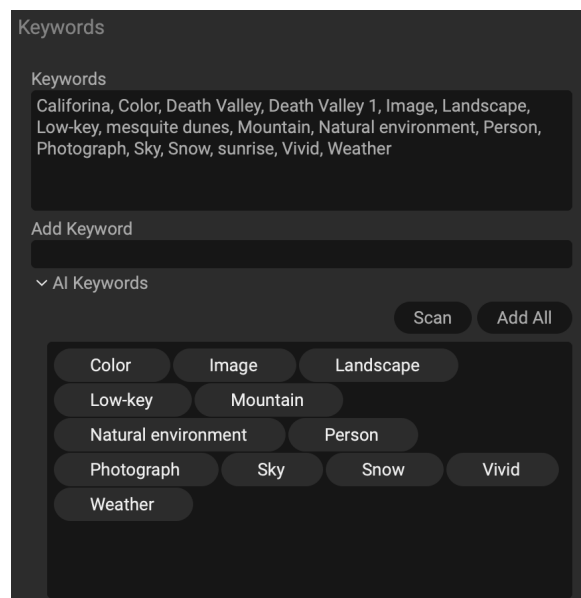 Keywords
Keywords
Califorina, Color, Death Valley, Death Valley 1, Image, Landscape,
Low-key, mesquite dunes, Mountain, Natural environment, Person,
Photograph, Sky, Snow, sunrise, Vivid, Weather
Add Keyword
AI Keywords
Scan Add All
Color Image Landscape
Low-key Mountain
Natural environment Person
Photograph Sky Snow Vivid
Weather